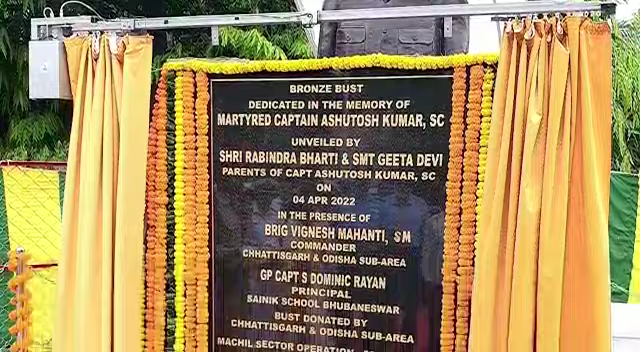 BRONZE BUST
DEDICATED IN THE MEMORY OF
MARTYRED CAPTAIN ASHUTOSH KUMAR, SC
UNVEILED BY
SHRI RABINDRA BHARTI & SMT GEETA DEVI
PARENTS OF CAPT ASHUTOSH KUMAR, SC
ON
04 APR 2022
IN THE PRESENCE OF
BRIG VIGNESH MAHANTI, SM
COMMANDER
CHHATTISGARH & ODISHA SUB-AREA
GP CAPT S DOMINIC RAYAN
PRINCIPAL
SAINIK SCHOOL BHUBANESWAR
BUST DONATED BY
CHHATTISGARH & ODISHA SUB-AREA
MACHIL SECTOR OPERATION